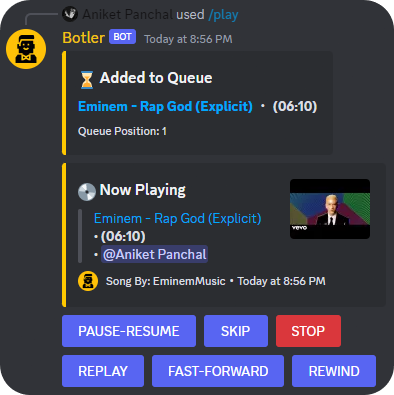 Aniket Panchal used /play
Botler BOT Today at 8:56 PM
⏳ Added to Queue
Eminem - Rap God (Explicit) • (06:10)
Queue Position: 1
💿 Now Playing
Eminem - Rap God (Explicit)
• (06:10)
• @Aniket Panchal
vevo
Song By: EminemMusic • Today at 8:56 PM
PAUSE-RESUME SKIP STOP
REPLAY FAST-FORWARD REWIND